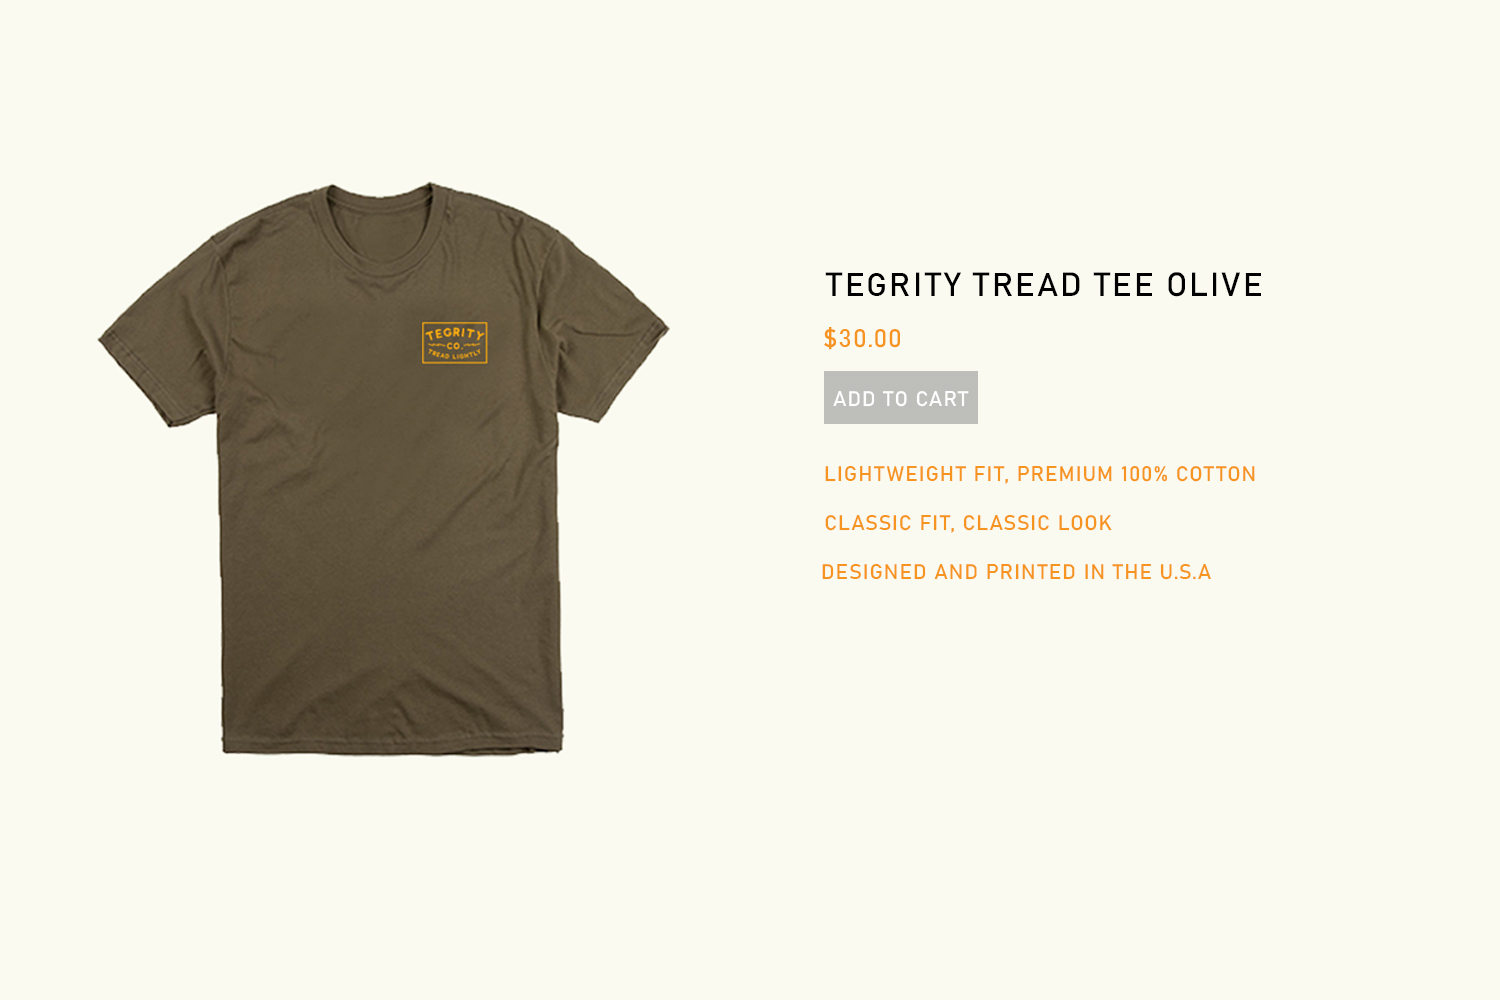 TEGRITY
CO.
TREAD LIGHTLY
TEGRITY TREAD TEE OLIVE
$30.00
ADD TO CART
LIGHTWEIGHT FIT, PREMIUM 100% COTTON
CLASSIC FIT, CLASSIC LOOK
DESIGNED AND PRINTED IN THE U.S.A